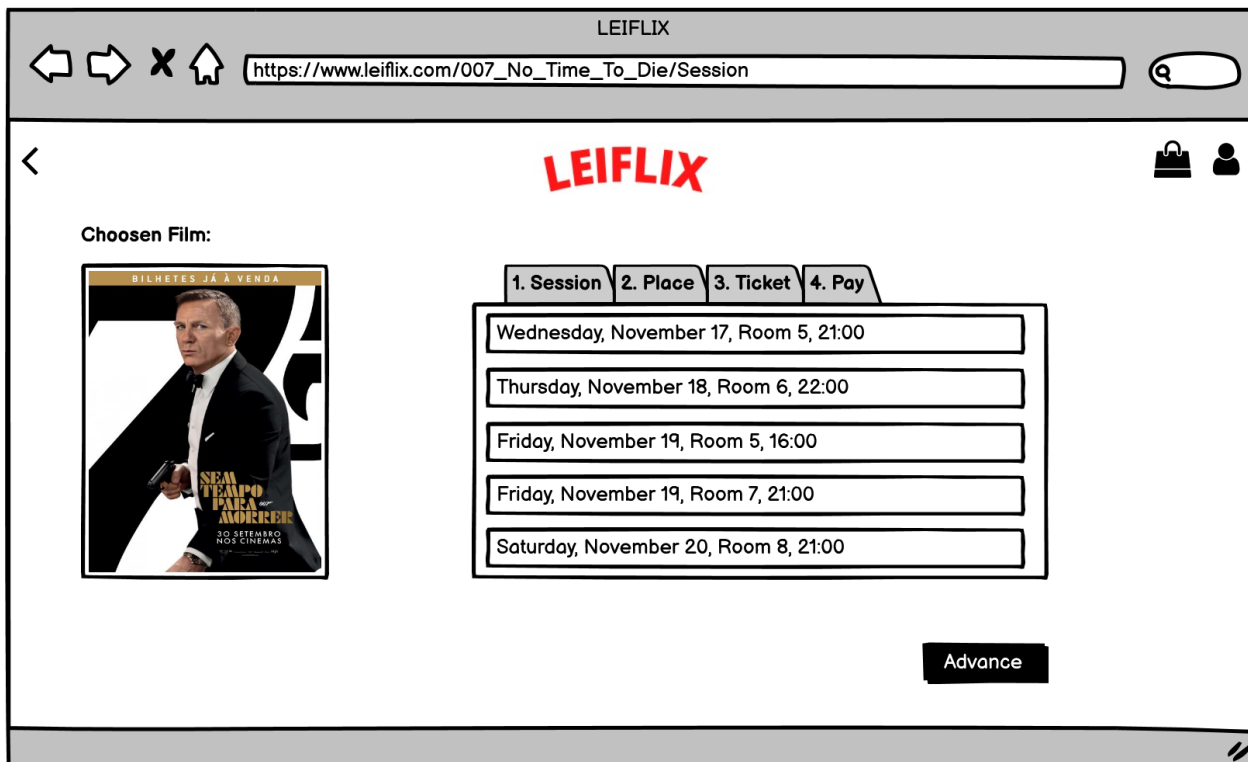 LEIFLIX
https://www.leiflix.com/007_No_Time_To_Die/Session
LEIFLIX
Choosen Film:
BILHETES JÁ À VENDA
SEM
TEMPO
PARA
MORRER
30 SETEMBRO
NOS CINEMAS
1. Session
2. Place
3. Ticket
4. Pay
Wednesday, November 17, Room 5, 21:00
Thursday, November 18, Room 6, 22:00
Friday, November 19, Room 5, 16:00
Friday, November 19, Room 7, 21:00
Saturday, November 20, Room 8, 21:00
Advance